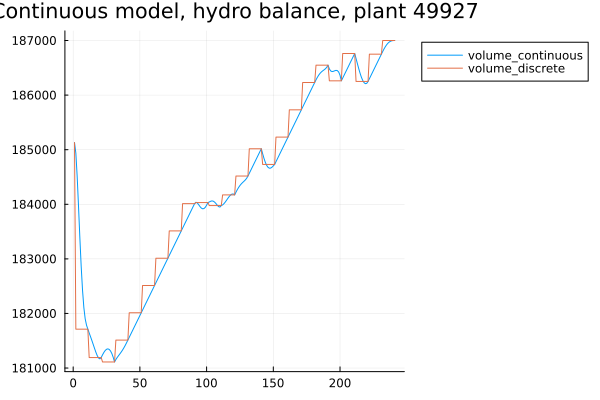 Continuous model, hydro balance, plant 49927
volume_continuous
volume_discrete
187000
186000
185000
184000
183000
182000
181000
0 50 100 150 200